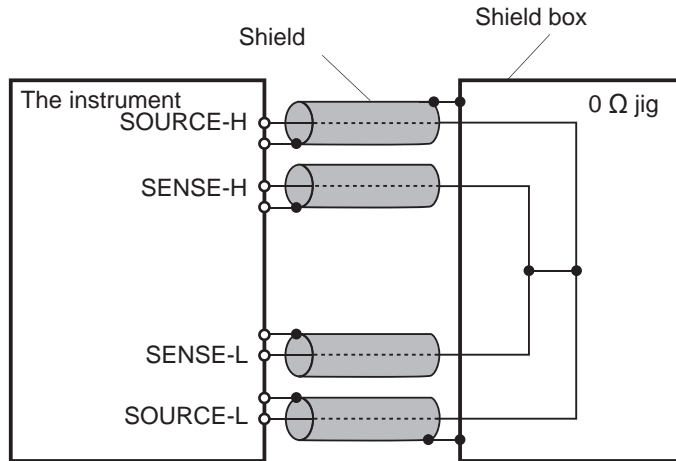 Shield box
Shield
The instrument
0 Ω jig
SOURCE-H
SENSE-H
SENSE-L
SOURCE-L